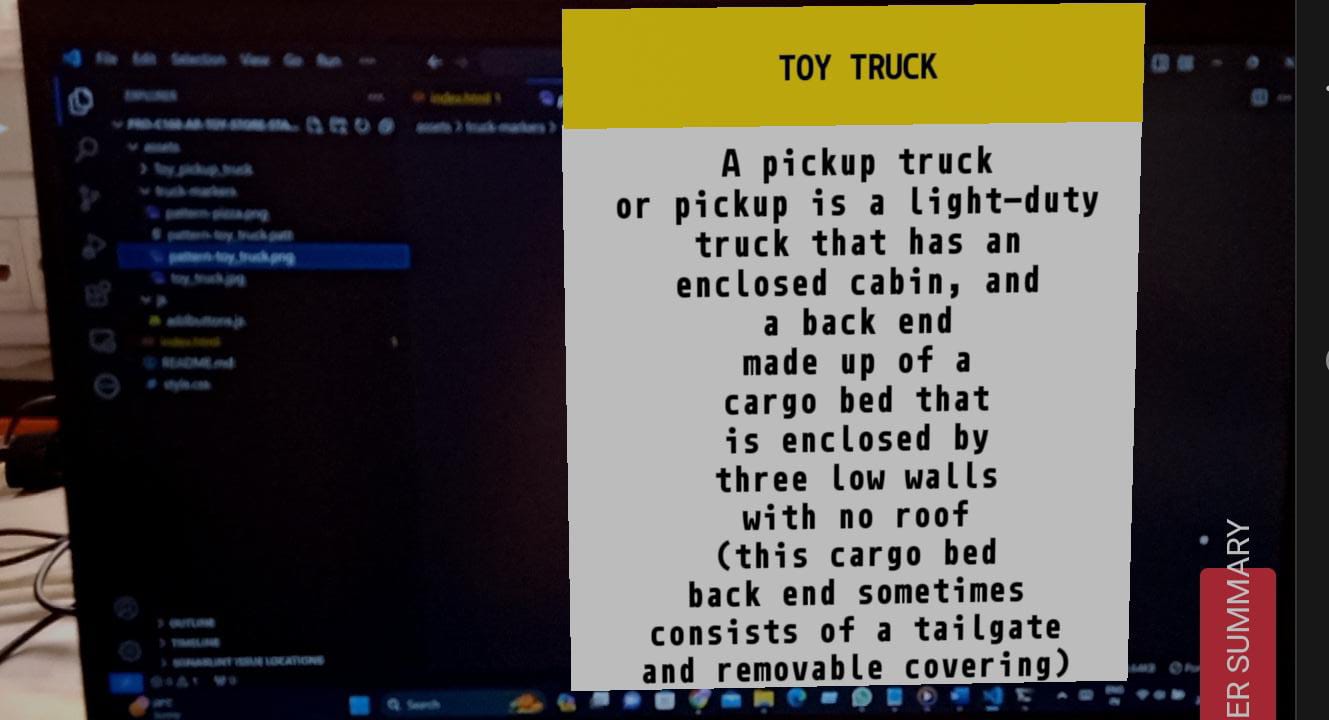 File Edit Selection View Go Run ...
EXPLORER ...
index.html 1
PRO-C168-AR-TOY-STORE-STA...
assets > truck-markers >
assets
Toy_pickup_truck
truck-markers
pattern-pizza.png
pattern-toy_truck.patt
pattern-toy_truck.png
toy_truck.jpg
js
addbuttons.js
index.html
README.md
style.css
OUTLINE
TIMELINE
SONARLINT ISSUE LOCATIONS
TOY TRUCK
A pickup truck
or pickup is a light-duty
truck that has an
enclosed cabin, and
a back end
made up of a
cargo bed that
is enclosed by
three low walls
with no roof
(this cargo bed
back end sometimes
consists of a tailgate
and removable covering)
Search
ER SUMMARY